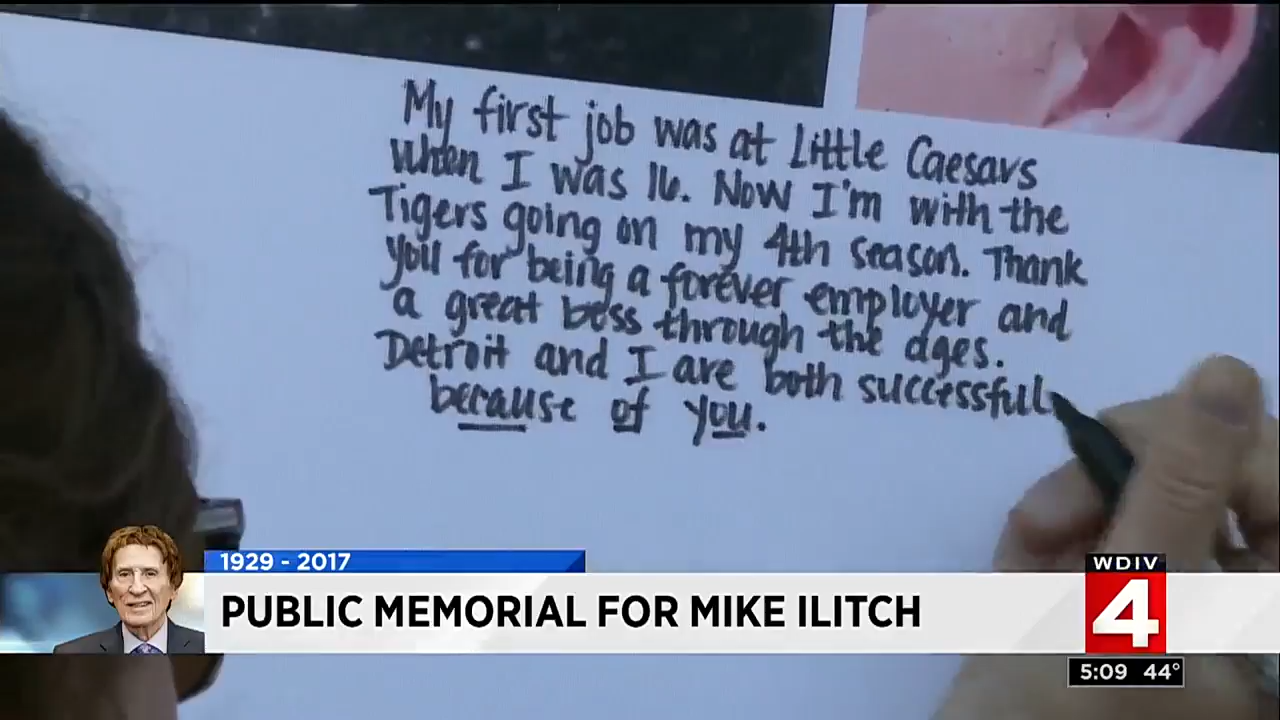 My first job was at Little Caesars
when I was 16. Now I'm with the
Tigers going on my 4th season. Thank
you for being a forever employer and
a great boss through the ages.
Detroit and I are both successful
because of you.
1929 - 2017
PUBLIC MEMORIAL FOR MIKE ILITCH
WDIV
4
5:09 44°